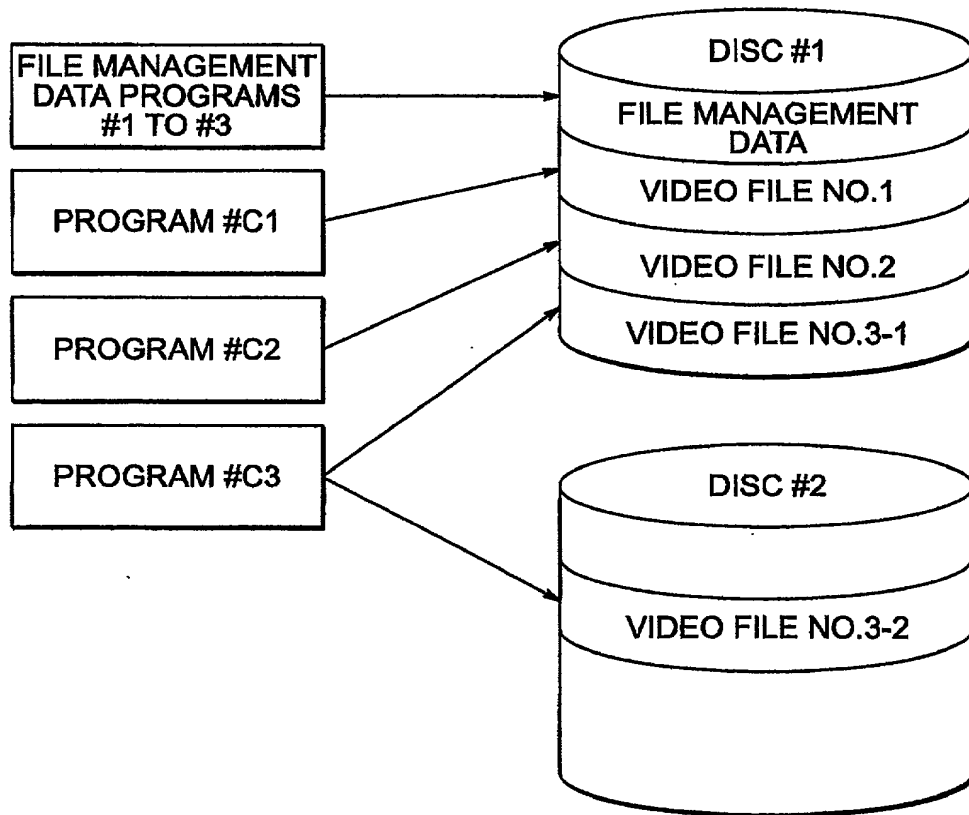 FILE MANAGEMENT
DATA PROGRAMS
#1 TO #3
PROGRAM #C1
PROGRAM #C2
PROGRAM #C3
DISC #1
FILE MANAGEMENT
DATA
VIDEO FILE NO.1
VIDEO FILE NO.2
VIDEO FILE NO.3-1
DISC #2
VIDEO FILE NO.3-2